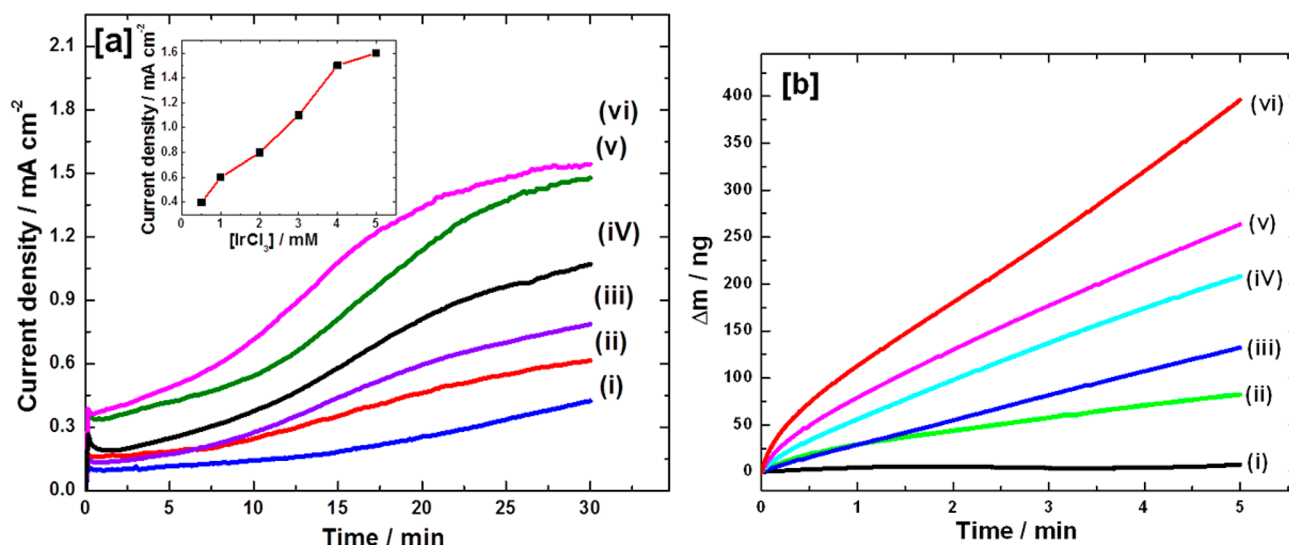 [a]
Current density / mA cm-2
2.1
1.8
1.5
1.2
0.9
0.6
0.3
0.0
0 5 10 15 20 25 30
Time / min
Current density / mA cm-2
1.6
1.4
1.2
1.0
0.8
0.6
0.4
0.2
0 1 2 3 4 5
[IrCl3] / mM
(vi)
(v)
(iV)
(iii)
(ii)
(i)
[b]
Δm / ng
400
350
300
250
200
150
100
50
0
0 1 2 3 4 5
Time / min
(vi)
(v)
(iV)
(iii)
(ii)
(i)